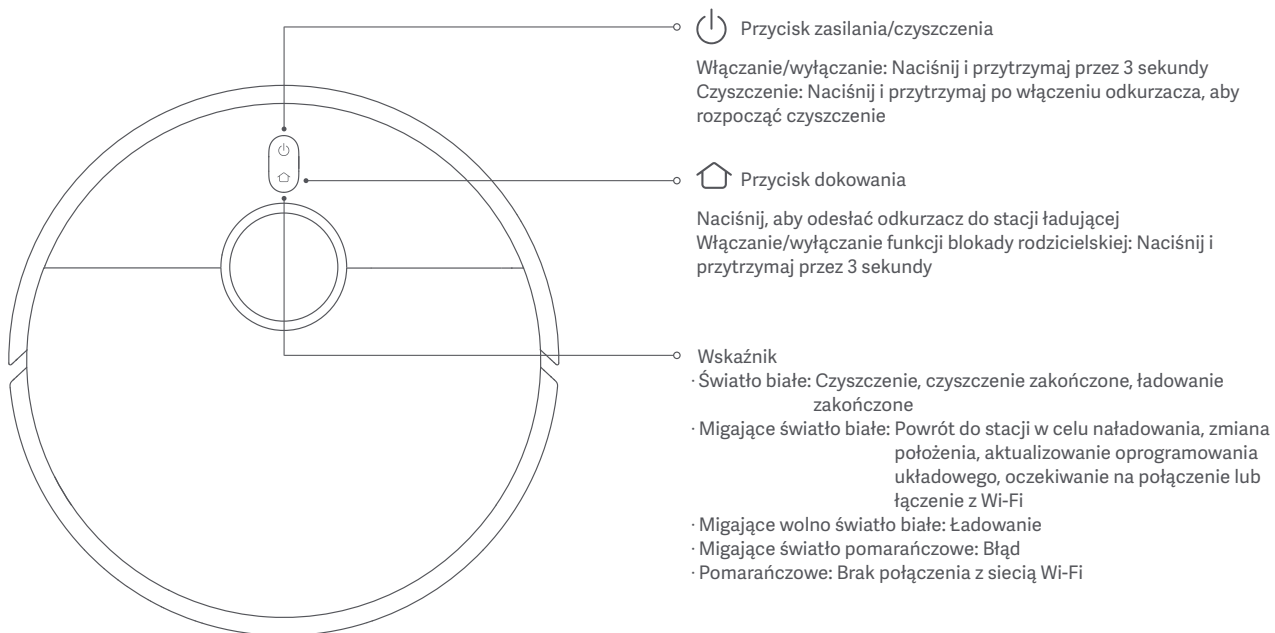 Przycisk zasilania/czyszczenia
Włączanie/wyłączanie: Naciśnij i przytrzymaj przez 3 sekundy
Czyszczenie: Naciśnij i przytrzymaj po włączeniu odkurzacza, aby
rozpocząć czyszczenie
Przycisk dokowania
Naciśnij, aby odesłać odkurzacz do stacji ładującej
Włączanie/wyłączanie funkcji blokady rodzicielskiej: Naciśnij i
przytrzymaj przez 3 sekundy
Wskaźnik
· Światło białe: Czyszczenie, czyszczenie zakończone, ładowanie
zakończone
· Migające światło białe: Powrót do stacji w celu naładowania, zmiana
położenia, aktualizowanie oprogramowania
układowego, oczekiwanie na połączenie lub
łączenie z Wi-Fi
· Migające wolno światło białe: Ładowanie
· Migające światło pomarańczowe: Błąd
· Pomarańczowe: Brak połączenia z siecią Wi-Fi